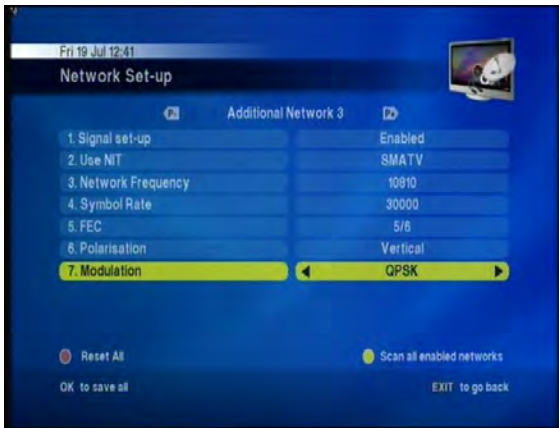 Fri 19 Jul 12:41
Network Set-up
P- Additional Network 3 P+
1. Signal set-up Enabled
2. Use NIT SMATV
3. Network Frequency 10810
4. Symbol Rate 30000
5. FEC 5/6
6. Polarisation Vertical
7. Modulation QPSK
Reset All Scan all enabled networks
OK to save all EXIT to go back